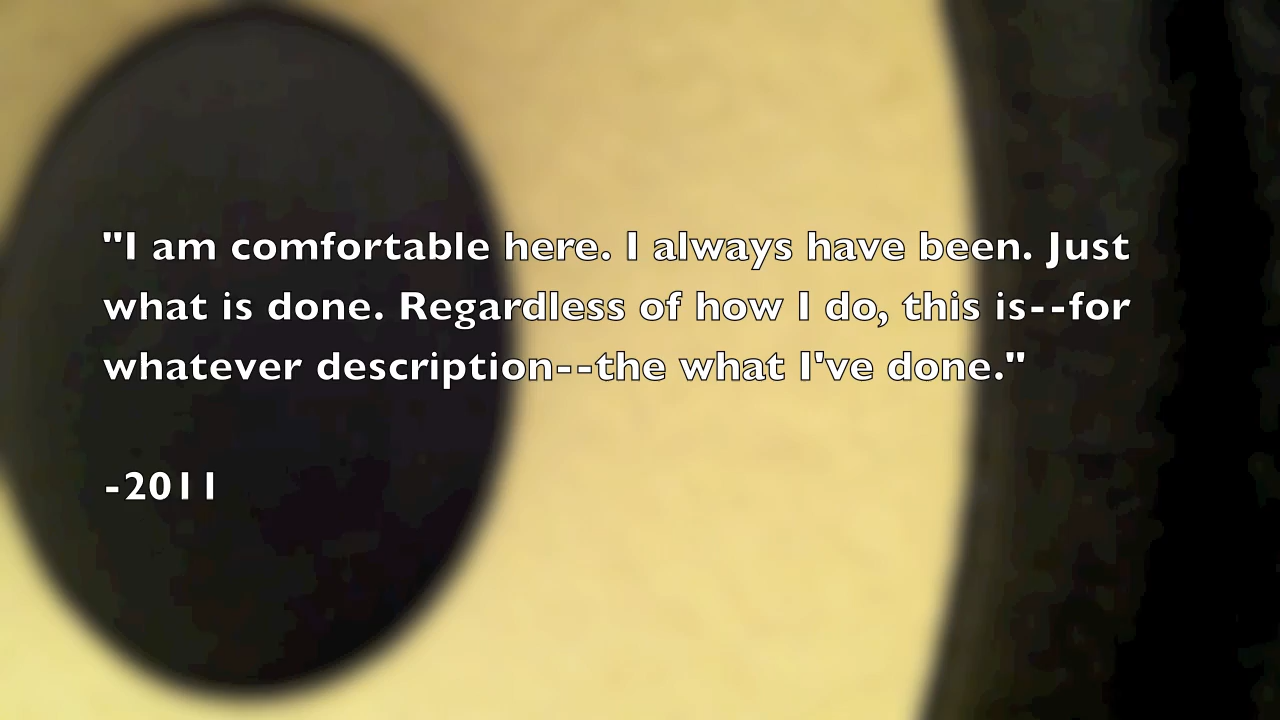 "I am comfortable here. I always have been. Just
what is done. Regardless of how I do, this is--for
whatever description--the what I've done."
-2011